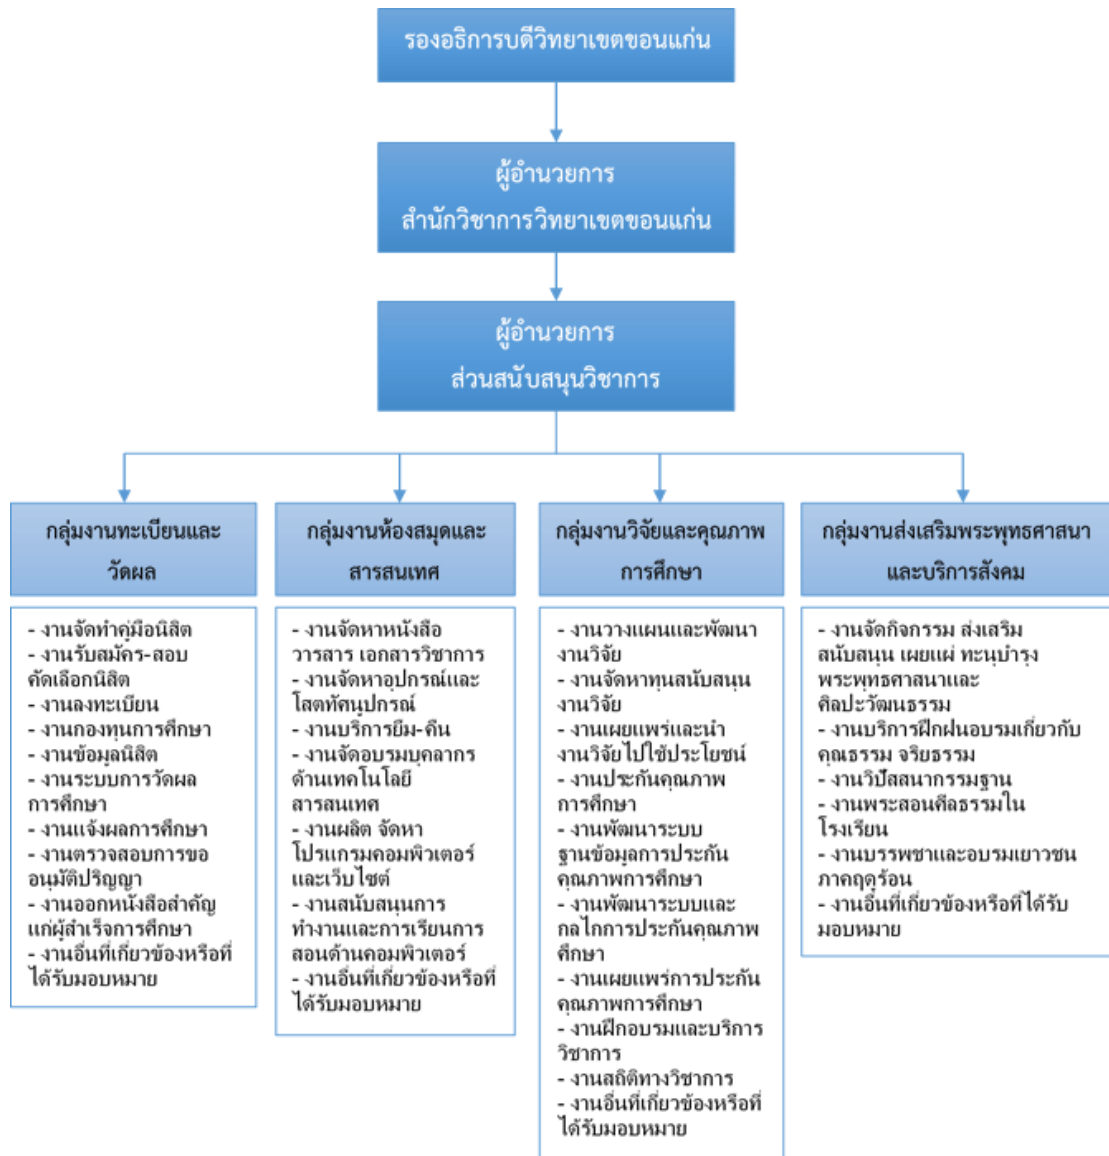 รองอธิการบดีวิทยาเขตขอนแก่น
ผู้อำนวยการ
สำนักวิชาการวิทยาเขตขอนแก่น
ผู้อำนวยการ
ส่วนสนับสนุนวิชาการ
กลุ่มงานทะเบียนและ
วัดผล
- งานจัดทำคู่มือนิสิต
- งานรับสมัคร-สอบ
คัดเลือกนิสิต
- งานลงทะเบียน
- งานกองทุนการศึกษา
- งานข้อมูลนิสิต
- งานระบบการวัดผล
การศึกษา
- งานแจ้งผลการศึกษา
- งานตรวจสอบการขอ
อนุมัติปริญญา
- งานออกหนังสือสำคัญ
แก่ผู้สำเร็จการศึกษา
- งานอื่นที่เกี่ยวข้องหรือที่
ได้รับมอบหมาย
กลุ่มงานห้องสมุดและ
สารสนเทศ
- งานจัดหาหนังสือ
วารสาร เอกสารวิชาการ
- งานจัดหาอุปกรณ์และ
โสตทัศนูปกรณ์
- งานบริการยืม-คืน
- งานจัดอบรมบุคลากร
ด้านเทคโนโลยี
สารสนเทศ
- งานผลิต จัดหา
โปรแกรมคอมพิวเตอร์
และเว็บไซต์
- งานสนับสนุนการ
ทำงานและการเรียนการ
สอนด้านคอมพิวเตอร์
- งานอื่นที่เกี่ยวข้องหรือที่
ได้รับมอบหมาย
กลุ่มงานวิจัยและคุณภาพ
การศึกษา
- งานวางแผนและพัฒนา
งานวิจัย
- งานจัดหาทุนสนับสนุน
งานวิจัย
- งานเผยแพร่และนำ
งานวิจัยไปใช้ประโยชน์
- งานประกันคุณภาพ
การศึกษา
- งานพัฒนาระบบ
ฐานข้อมูลการประกัน
คุณภาพการศึกษา
- งานพัฒนาระบบและ
กลไกการประกันคุณภาพ
ศึกษา
- งานเผยแพร่การประกัน
คุณภาพการศึกษา
- งานฝึกอบรมและบริการ
วิชาการ
- งานสถิติทางวิชาการ
- งานอื่นที่เกี่ยวข้องหรือที่
ได้รับมอบหมาย
กลุ่มงานส่งเสริมพระพุทธศาสนา
และบริการสังคม
- งานจัดกิจกรรม ส่งเสริม
สนับสนุน เผยแผ่ ทะนุบำรุง
พระพุทธศาสนาและ
ศิลปะวัฒนธรรม
- งานบริการฝึกฝนอบรมเกี่ยวกับ
คุณธรรม จริยธรรม
- งานวิปัสสนากรรมฐาน
- งานพระสอนศีลธรรมใน
โรงเรียน
- งานบรรพชาและอบรมเยาวชน
ภาคฤดูร้อน
- งานอื่นที่เกี่ยวข้องหรือที่ได้รับ
มอบหมาย